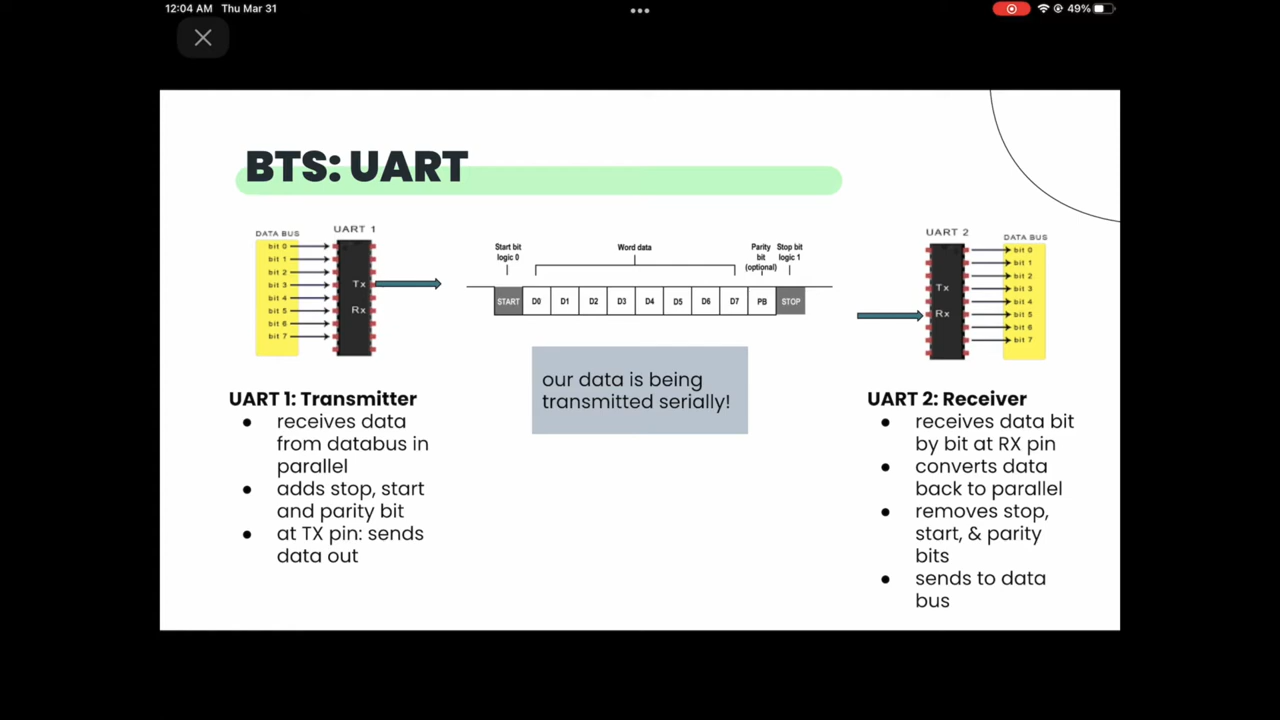 12:04 AM Thu Mar 31
49%
BTS: UART
DATA BUS
bit 0
bit 1
bit 2
bit 3
bit 4
bit 5
bit 6
bit 7
UART 1
Tx
Rx
Start bit
logic 0
Word data
Parity
bit
(optional)
Stop bit
logic 1
START D0 D1 D2 D3 D4 D5 D6 D7 PB STOP
our data is being
transmitted serially!
UART 2
Tx
Rx
DATA BUS
bit 0
bit 1
bit 2
bit 3
bit 4
bit 5
bit 6
bit 7
UART 1: Transmitter
● receives data
from databus in
parallel
● adds stop, start
and parity bit
● at TX pin: sends
data out
UART 2: Receiver
● receives data bit
by bit at RX pin
● converts data
back to parallel
● removes stop,
start, & parity
bits
● sends to data
bus